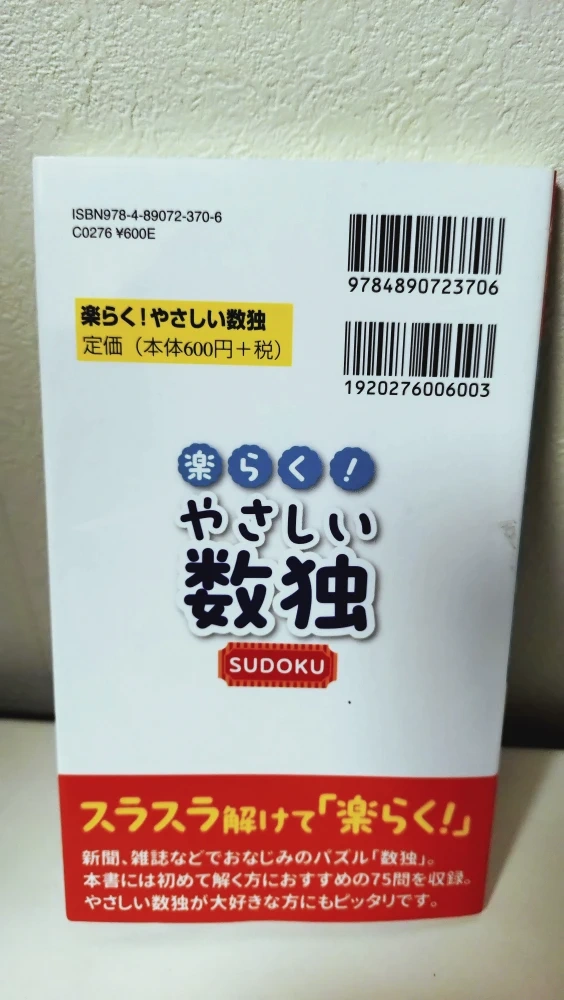 ISBN978-4-89072-370-6
C0276 ¥600E
9784890723706
楽らく!やさしい数独
定価(本体600円+税)
1920276006003
楽らく!
やさしい
数独
SUDOKU
スラスラ解けて「楽らく!」
新聞、雑誌などでおなじみのパズル「数独」。
本書には初めて解く方におすすめの75問を収録。
やさしい数独が大好きな方にもピッタリです。